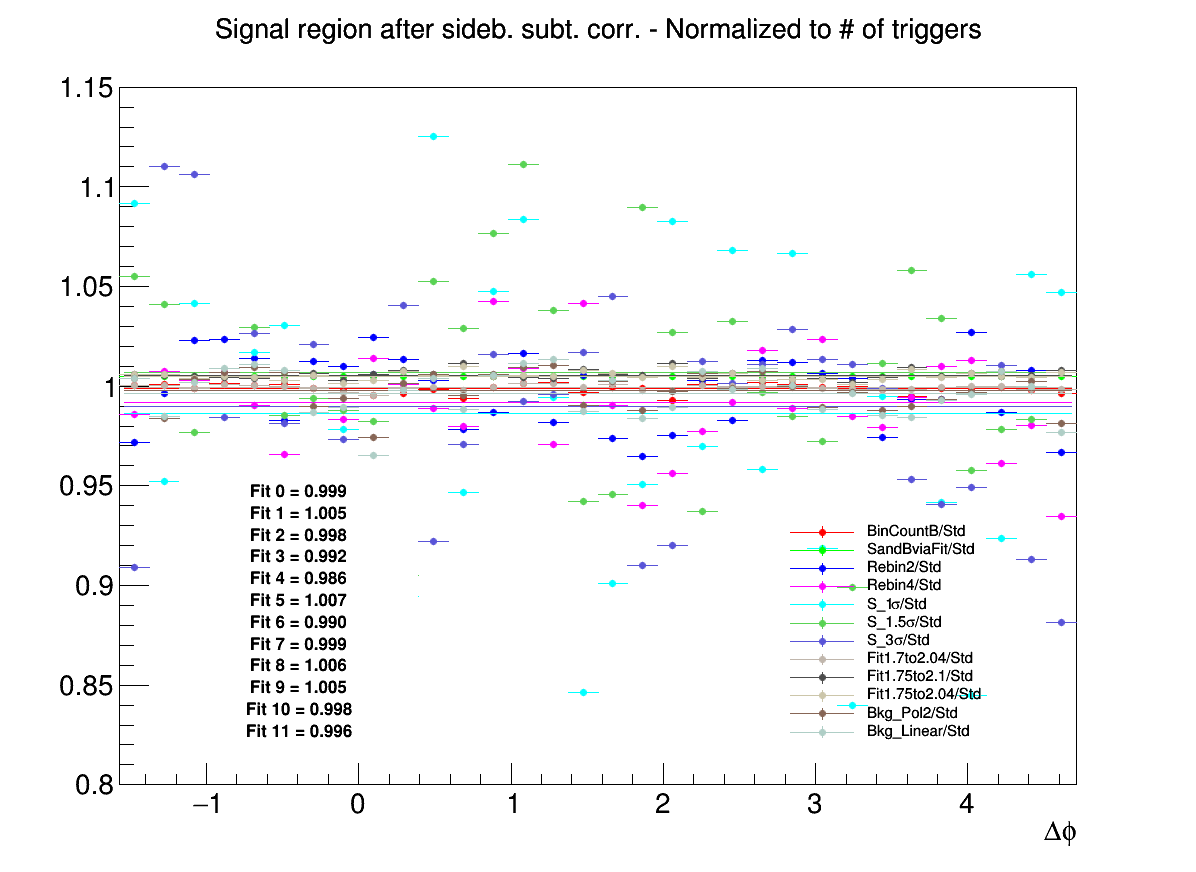 Signal region after sideb. subt. corr. - Normalized to # of triggers
1.15
1.1
1.05
1
0.95
0.9
0.85
0.8
Fit 0 = 0.999
Fit 1 = 1.005
Fit 2 = 0.998
Fit 3 = 0.992
Fit 4 = 0.986
Fit 5 = 1.007
Fit 6 = 0.990
Fit 7 = 0.999
Fit 8 = 1.006
Fit 9 = 1.005
Fit 10 = 0.998
Fit 11 = 0.996
BinCountB/Std
SandBviaFit/Std
Rebin2/Std
Rebin4/Std
S_1σ/Std
S_1.5σ/Std
S_3σ/Std
Fit1.7to2.04/Std
Fit1.75to2.1/Std
Fit1.75to2.04/Std
Bkg_Pol2/Std
Bkg_Linear/Std
−1 0 1 2 3 4
Δϕ